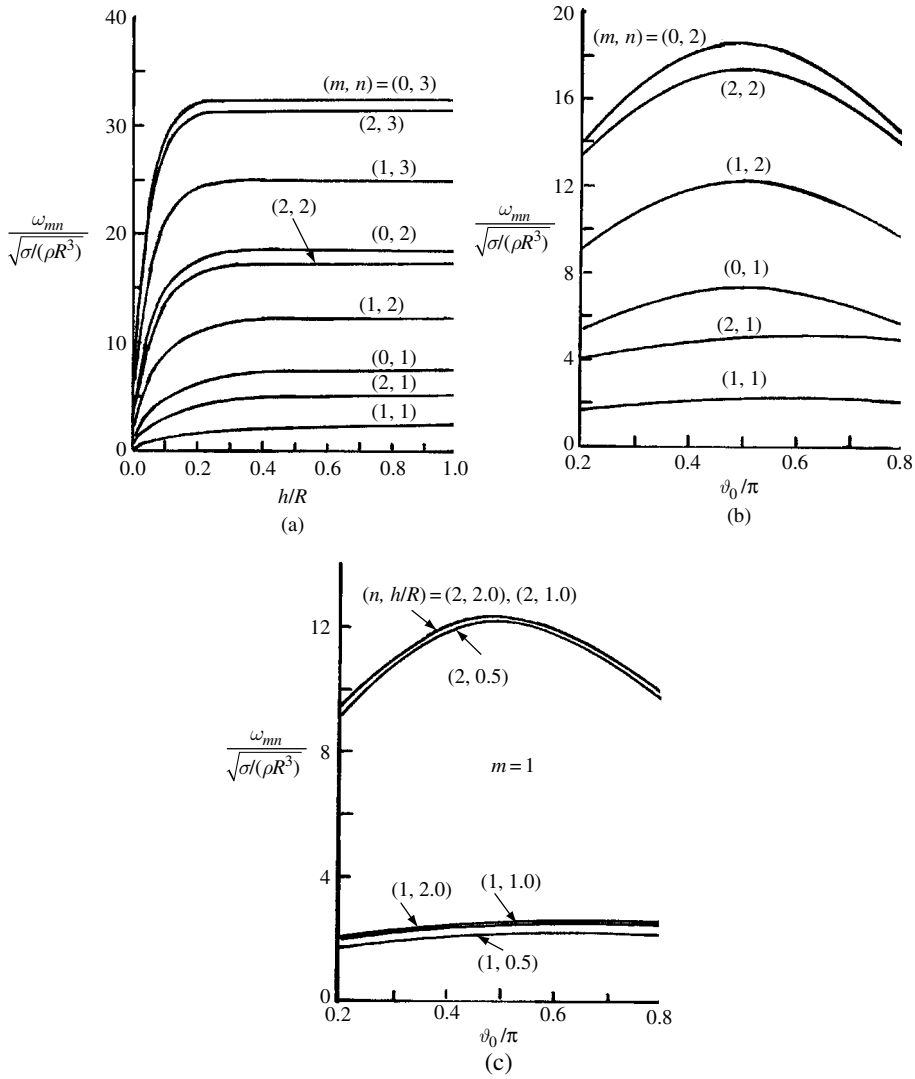 40
30
20
10
0
ω_mn
√σ/(ρR³)
(m, n) = (0, 3)
(2, 3)
(1, 3)
(2, 2)
(0, 2)
(1, 2)
(0, 1)
(2, 1)
(1, 1)
0.0 0.2 0.4 0.6 0.8 1.0
h/R
(a)
20
16
12
8
4
0
(m, n) = (0, 2)
(2, 2)
(1, 2)
(0, 1)
(2, 1)
(1, 1)
0.2 0.4 0.6 0.8
ϑ₀/π
(b)
12
8
4
0
ω_mn
√σ/(ρR³)
(n, h/R) = (2, 2.0), (2, 1.0)
(2, 0.5)
m = 1
(1, 2.0) (1, 1.0)
(1, 0.5)
0.2 0.4 0.6 0.8
ϑ₀/π
(c)